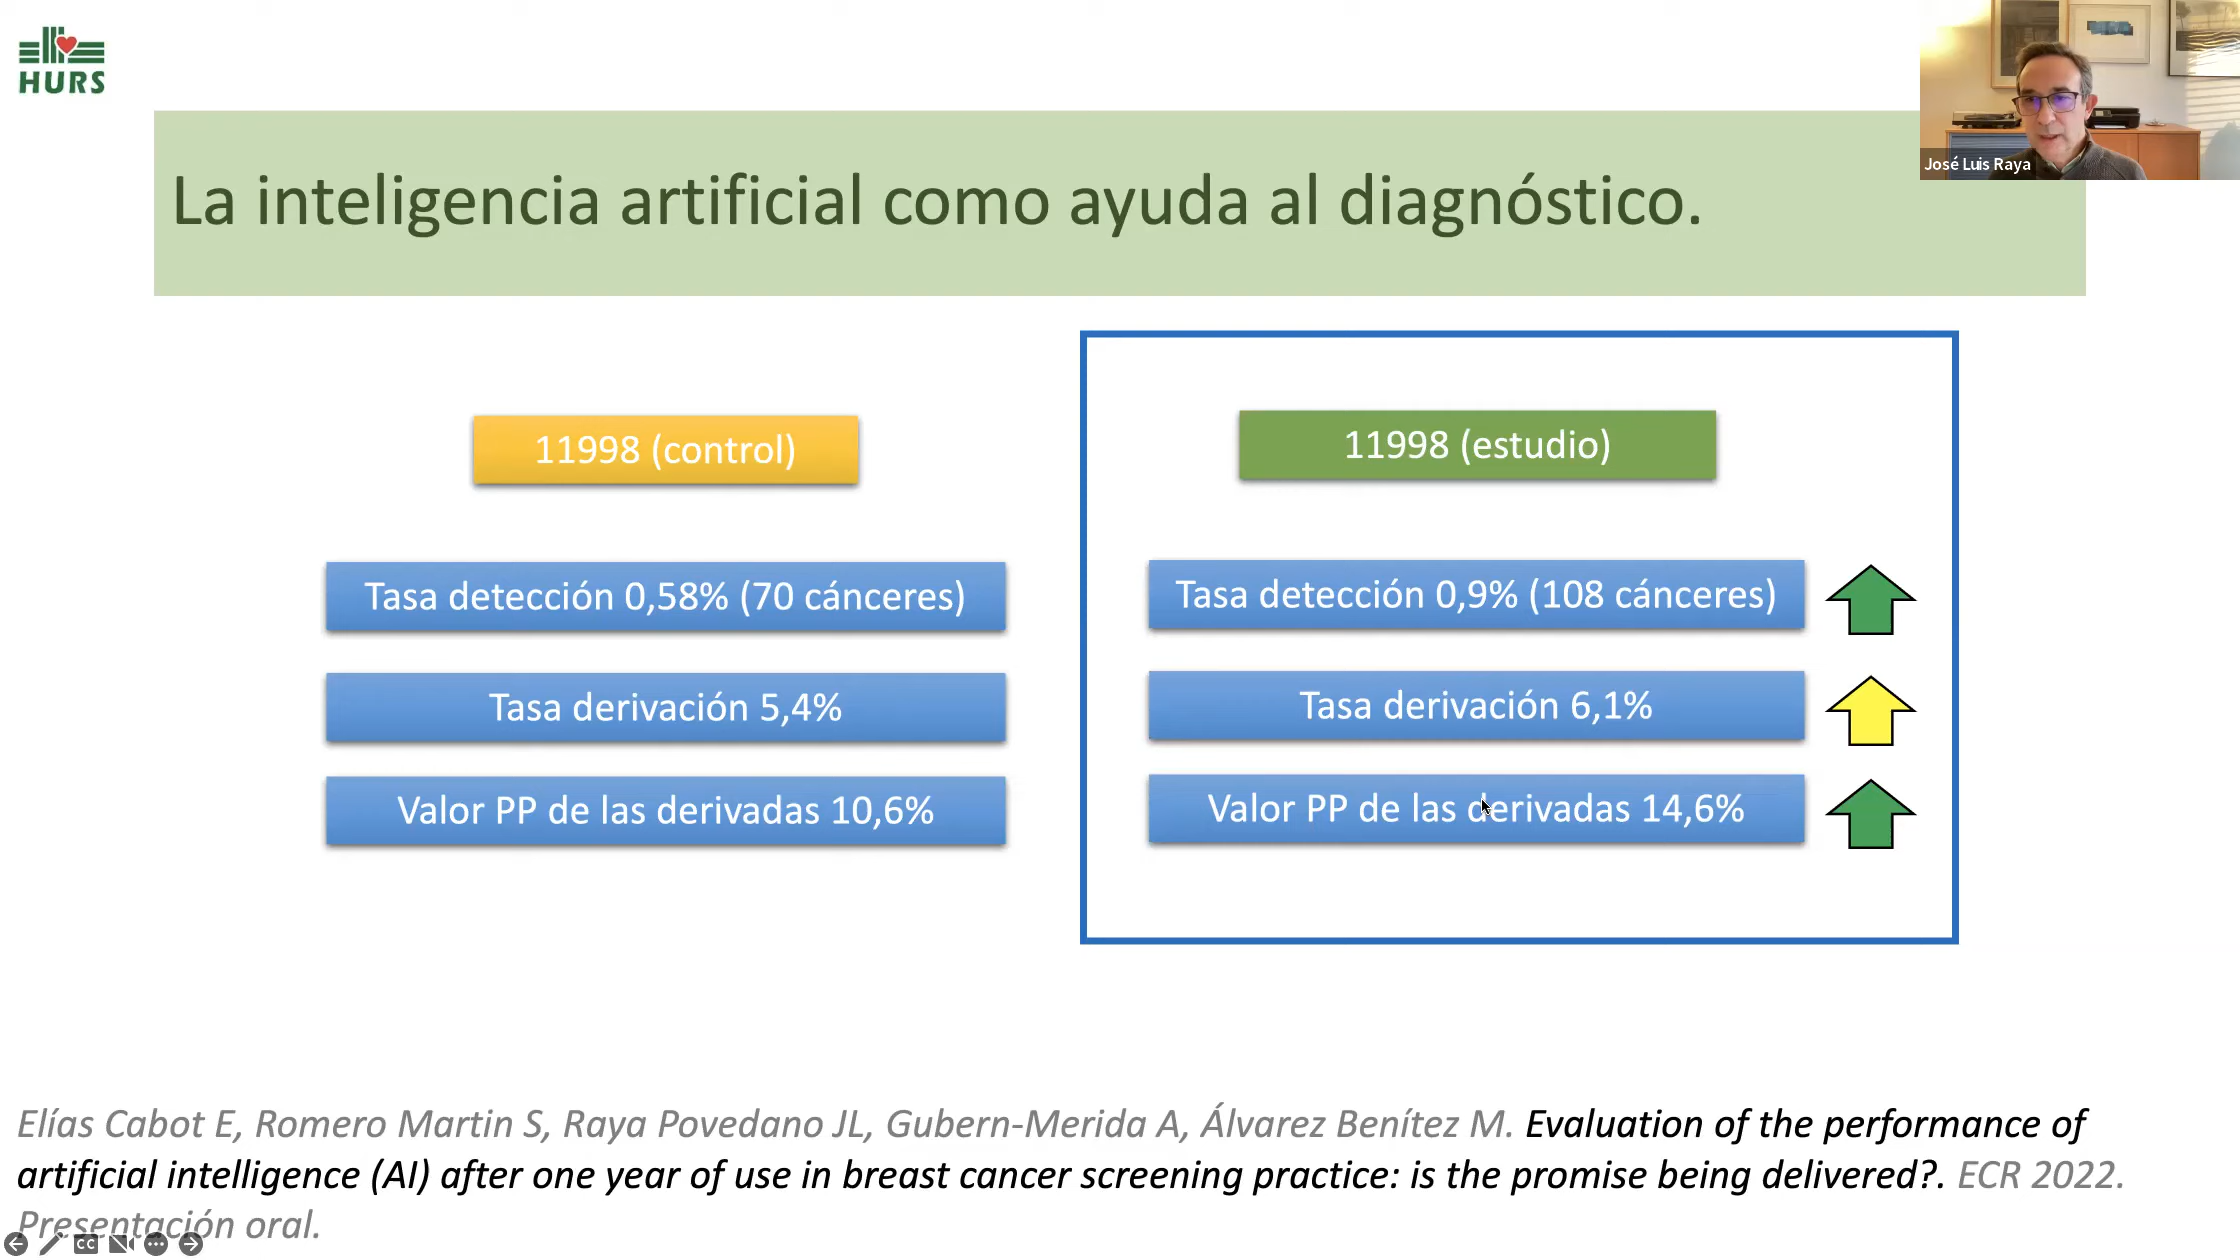 HURS
José Luis Raya
La inteligencia artificial como ayuda al diagnóstico.
11998 (control)
Tasa detección 0,58% (70 cánceres)
Tasa derivación 5,4%
Valor PP de las derivadas 10,6%
11998 (estudio)
Tasa detección 0,9% (108 cánceres)
Tasa derivación 6,1%
Valor PP de las derivadas 14,6%
Elías Cabot E, Romero Martin S, Raya Povedano JL, Gubern-Merida A, Álvarez Benítez M. Evaluation of the performance of
artificial intelligence (AI) after one year of use in breast cancer screening practice: is the promise being delivered?. ECR 2022.
Presentación oral.
CC